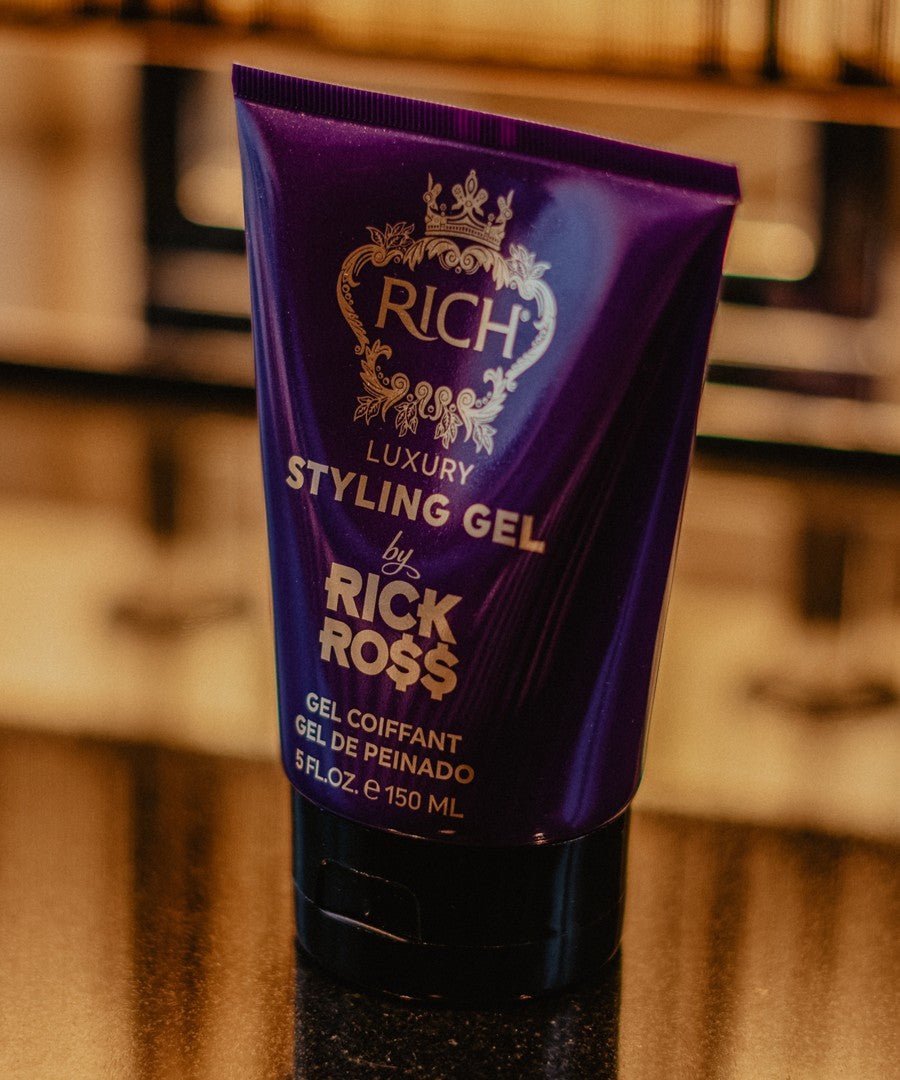 RICH®
LUXURY
STYLING GEL
by
RICK
RO$$
GEL COIFFANT
GEL DE PEINADO
5 FL.OZ. ℮ 150 ML